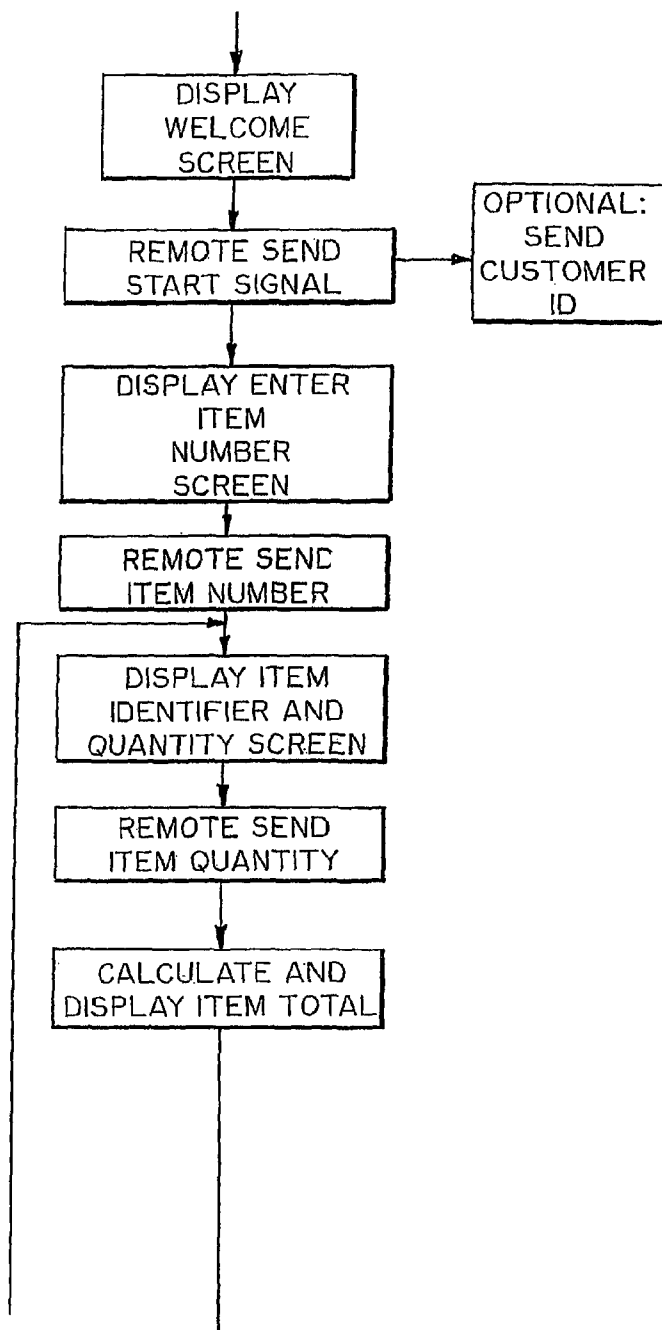 DISPLAY
WELCOME
SCREEN
REMOTE SEND
START SIGNAL
OPTIONAL:
SEND
CUSTOMER
ID
DISPLAY ENTER
ITEM
NUMBER
SCREEN
REMOTE SEND
ITEM NUMBER
DISPLAY ITEM
IDENTIFIER AND
QUANTITY SCREEN
REMOTE SEND
ITEM QUANTITY
CALCULATE AND
DISPLAY ITEM TOTAL